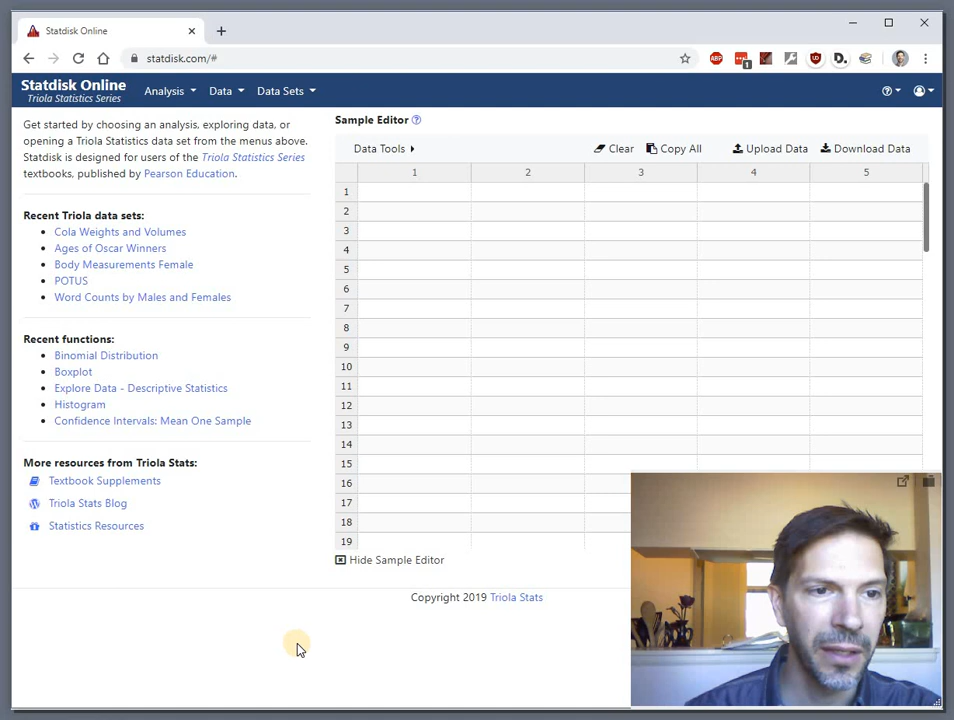 Statdisk Online
statdisk.com/#
ABP
1
UD
D.
Statdisk Online
Triola Statistics Series
Analysis
Data
Data Sets
Get started by choosing an analysis, exploring data, or
opening a Triola Statistics data set from the menus above.
Statdisk is designed for users of the Triola Statistics Series
textbooks, published by Pearson Education.
Recent Triola data sets:
Cola Weights and Volumes
Ages of Oscar Winners
Body Measurements Female
POTUS
Word Counts by Males and Females
Recent functions:
Binomial Distribution
Boxplot
Explore Data - Descriptive Statistics
Histogram
Confidence Intervals: Mean One Sample
More resources from Triola Stats:
Textbook Supplements
Triola Stats Blog
Statistics Resources
Sample Editor
Data Tools
Clear
Copy All
Upload Data
Download Data
1 2 3 4 5
1
2
3
4
5
6
7
8
9
10
11
12
13
14
15
16
17
18
19
Hide Sample Editor
Copyright 2019 Triola Stats